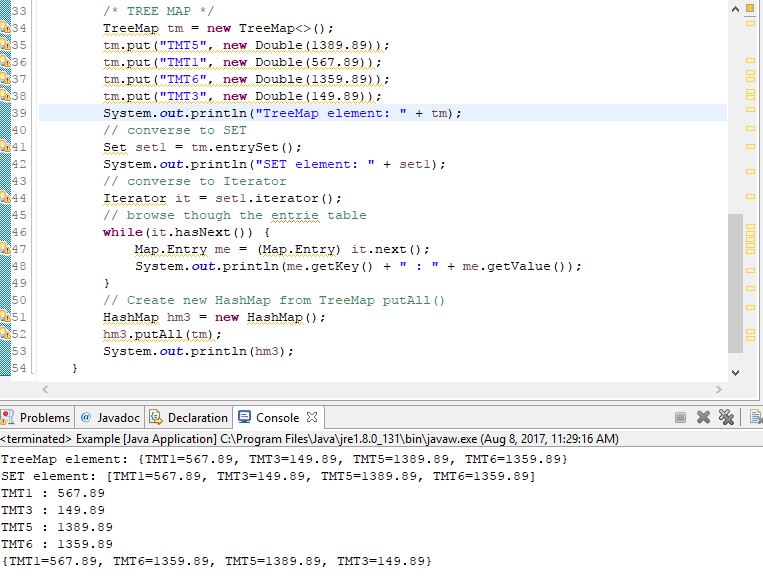 33 /* TREE MAP */
34 TreeMap tm = new TreeMap<>();
35 tm.put("TMT5", new Double(1389.89));
36 tm.put("TMT1", new Double(567.89));
37 tm.put("TMT6", new Double(1359.89));
38 tm.put("TMT3", new Double(149.89));
39 System.out.println("TreeMap element: " + tm);
40 // converse to SET
41 Set set1 = tm.entrySet();
42 System.out.println("SET element: " + set1);
43 // converse to Iterator
44 Iterator it = set1.iterator();
45 // browse though the entrie table
46 while(it.hasNext()) {
47 Map.Entry me = (Map.Entry) it.next();
48 System.out.println(me.getKey() + " : " + me.getValue());
49 }
50 // Create new HashMap from TreeMap putAll()
51 HashMap hm3 = new HashMap();
52 hm3.putAll(tm);
53 System.out.println(hm3);
54 }
Problems @ Javadoc Declaration Console
<terminated> Example [Java Application] C:\Program Files\Java\jre1.8.0_131\bin\javaw.exe (Aug 8, 2017, 11:29:16 AM)
TreeMap element: {TMT1=567.89, TMT3=149.89, TMT5=1389.89, TMT6=1359.89}
SET element: [TMT1=567.89, TMT3=149.89, TMT5=1389.89, TMT6=1359.89]
TMT1 : 567.89
TMT3 : 149.89
TMT5 : 1389.89
TMT6 : 1359.89
{TMT1=567.89, TMT6=1359.89, TMT5=1389.89, TMT3=149.89}